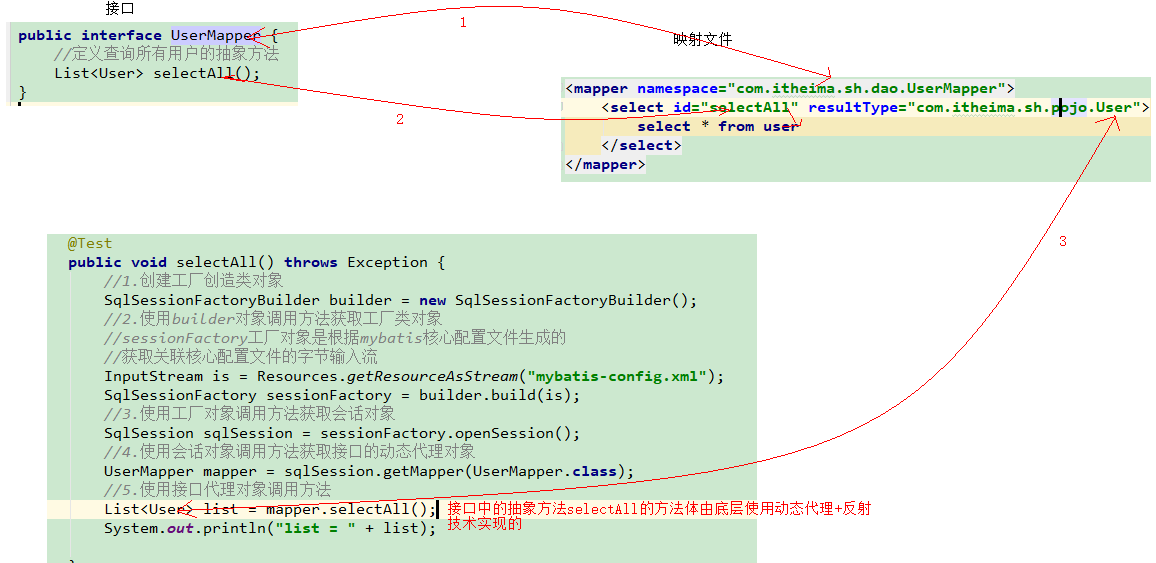 接口
1
public interface UserMapper {
//定义查询所有用户的抽象方法
List<User> selectAll();
}
映射文件
<mapper namespace="com.itheima.sh.dao.UserMapper">
<select id="selectAll" resultType="com.itheima.sh.pojo.User">
select * from user
</select>
</mapper>
2
3
@Test
public void selectAll() throws Exception {
//1.创建工厂创造类对象
SqlSessionFactoryBuilder builder = new SqlSessionFactoryBuilder();
//2.使用builder对象调用方法获取工厂类对象
//sessionFactory工厂对象是根据mybatis核心配置文件生成的
//获取关联核心配置文件的字节输入流
InputStream is = Resources.getResourceAsStream("mybatis-config.xml");
SqlSessionFactory sessionFactory = builder.build(is);
//3.使用工厂对象调用方法获取会话对象
SqlSession sqlSession = sessionFactory.openSession();
//4.使用会话对象调用方法获取接口的动态代理对象
UserMapper mapper = sqlSession.getMapper(UserMapper.class);
//5.使用接口代理对象调用方法
List<User> list = mapper.selectAll();
接口中的抽象方法selectAll的方法体由底层使用动态代理+反射
技术实现的
System.out.println("list = " + list);